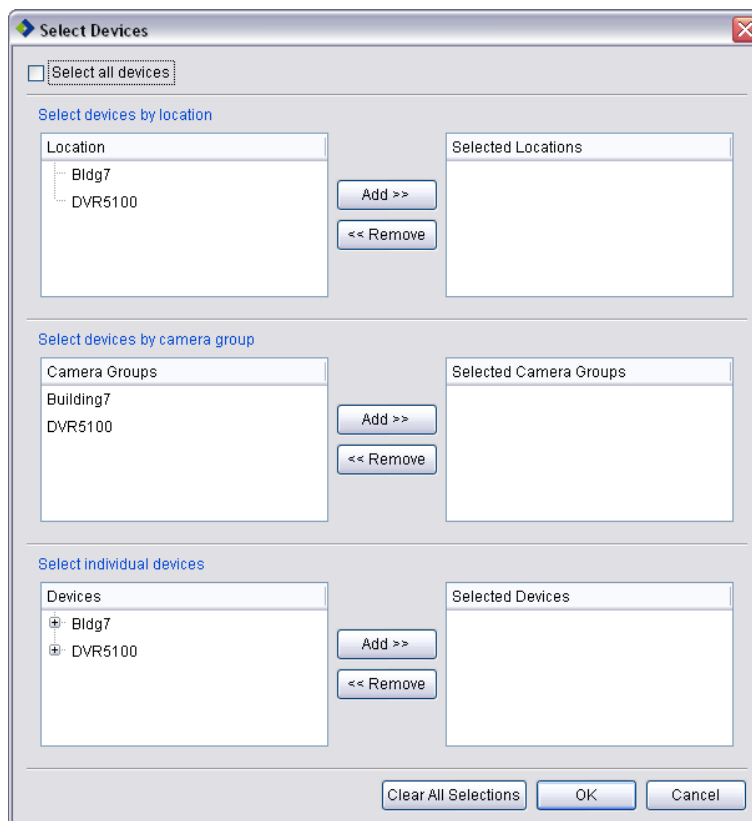 Select Devices
Select all devices
Select devices by location
Location
Selected Locations
Bldg7
DVR5100
Add >>
<< Remove
Select devices by camera group
Camera Groups
Selected Camera Groups
Building7
DVR5100
Add >>
<< Remove
Select individual devices
Devices
Selected Devices
Bldg7
DVR5100
Add >>
<< Remove
Clear All Selections
OK
Cancel